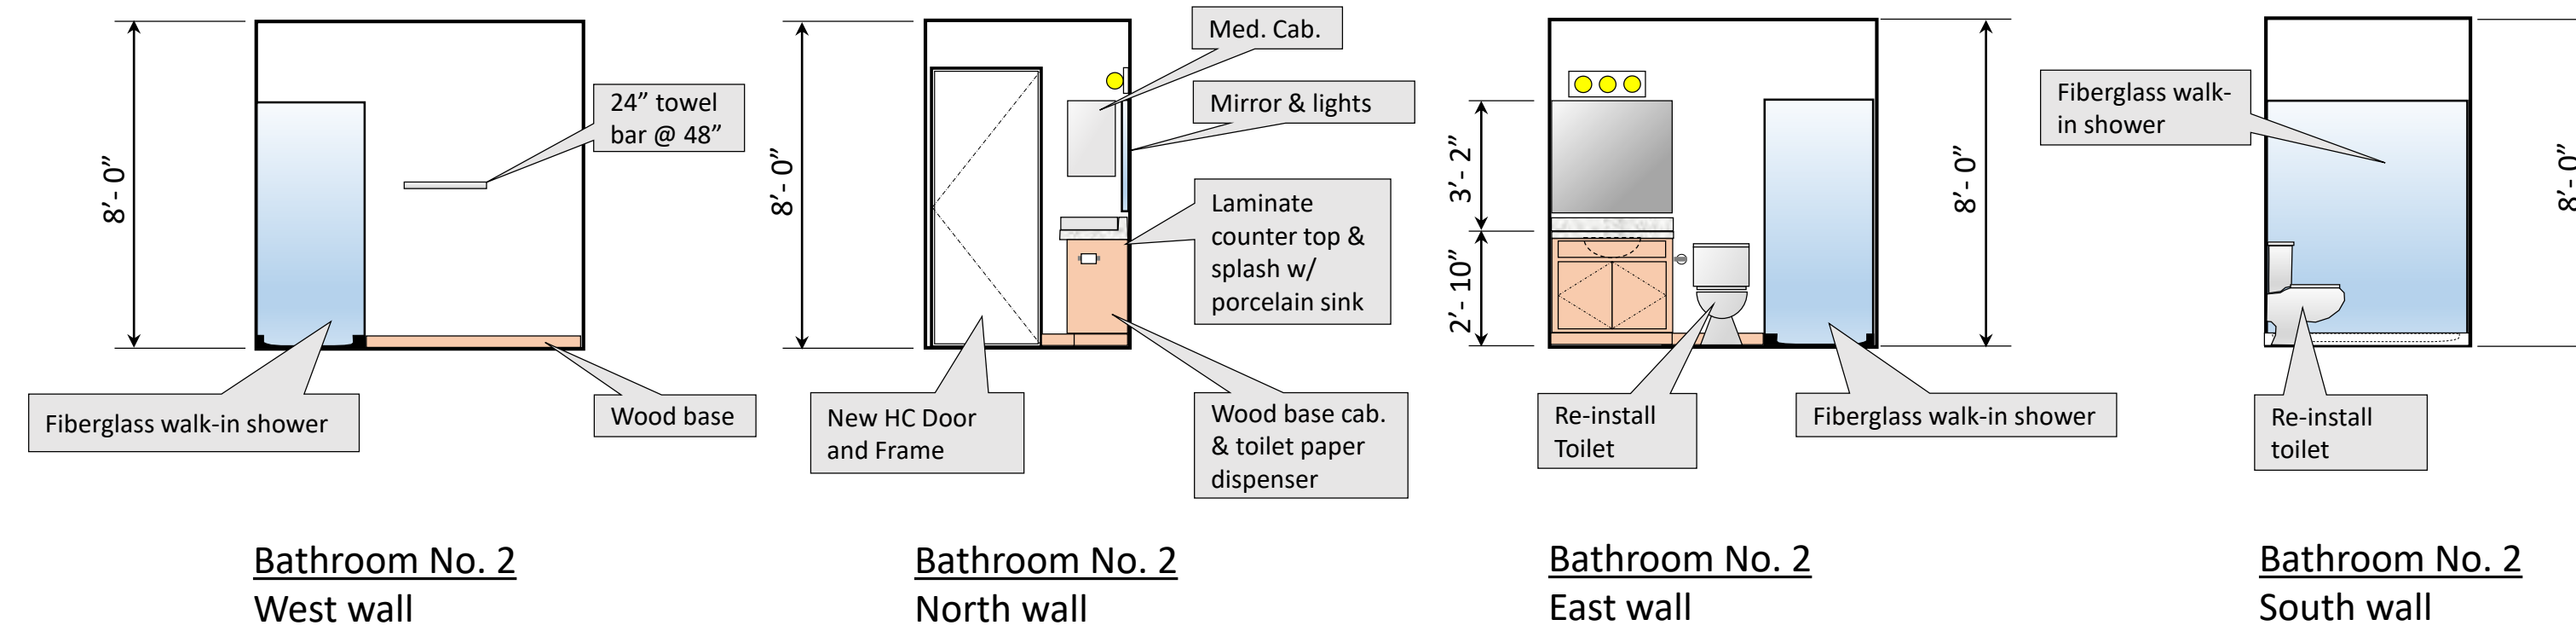 8’- 0”
24” towel
bar @ 48”
Fiberglass walk-in shower
Wood base
Bathroom No. 2
West wall
8’- 0”
Med. Cab.
Mirror & lights
Laminate
counter top &
splash w/
porcelain sink
New HC Door
and Frame
Wood base cab.
& toilet paper
dispenser
Bathroom No. 2
North wall
3’- 2”
2’- 10”
8’- 0”
Re-install
Toilet
Fiberglass walk-in shower
Bathroom No. 2
East wall
Fiberglass walk-
in shower
8’- 0”
Re-install
toilet
Bathroom No. 2
South wall